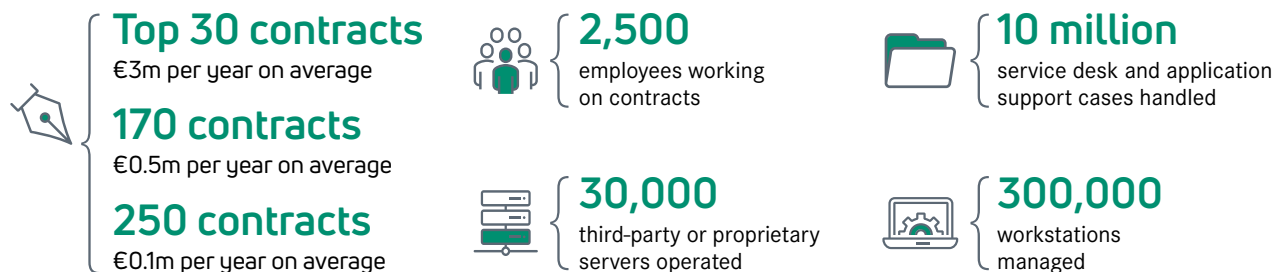 Top 30 contracts
€3m per year on average
170 contracts
€0.5m per year on average
250 contracts
€0.1m per year on average
2,500
employees working
on contracts
30,000
third-party or proprietary
servers operated
10 million
service desk and application
support cases handled
300,000
workstations
managed